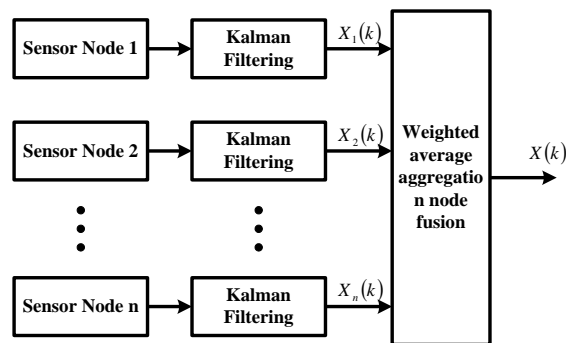 Sensor Node 1
Kalman
Filtering
X₁(k)
Sensor Node 2
Kalman
Filtering
X₂(k)
Weighted
average
aggregatio
n node
fusion
X(k)
Sensor Node n
Kalman
Filtering
Xₙ(k)